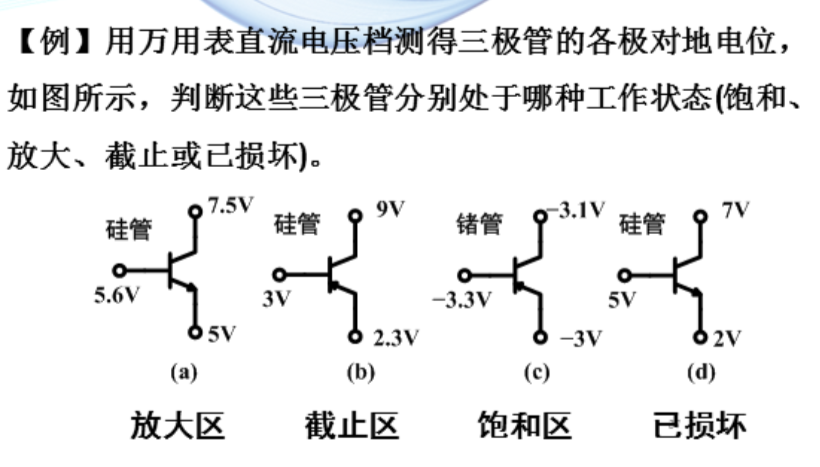 【例】用万用表直流电压档测得三极管的各极对地电位，
如图所示，判断这些三极管分别处于哪种工作状态(饱和、
放大、截止或已损坏)。
硅管 7.5V 硅管 9V 锗管 −3.1V 硅管 7V
5.6V 3V −3.3V 5V
5V 2.3V −3V 2V
(a) (b) (c) (d)
放大区 截止区 饱和区 已损坏